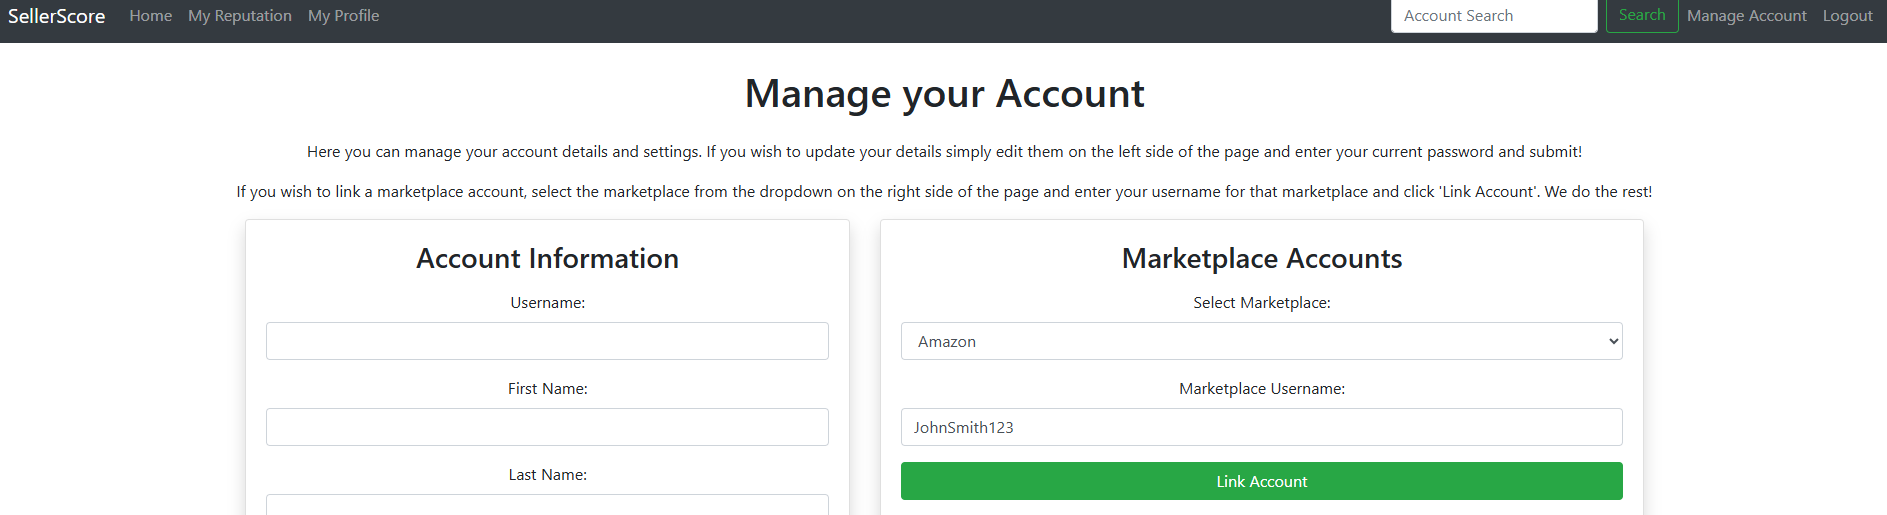 SellerScore Home My Reputation My Profile Account Search Search Manage Account Logout
Manage your Account
Here you can manage your account details and settings. If you wish to update your details simply edit them on the left side of the page and enter your current password and submit!
If you wish to link a marketplace account, select the marketplace from the dropdown on the right side of the page and enter your username for that marketplace and click 'Link Account'. We do the rest!
Account Information
Username:
First Name:
Last Name:
Marketplace Accounts
Select Marketplace:
Amazon
Marketplace Username:
JohnSmith123
Link Account